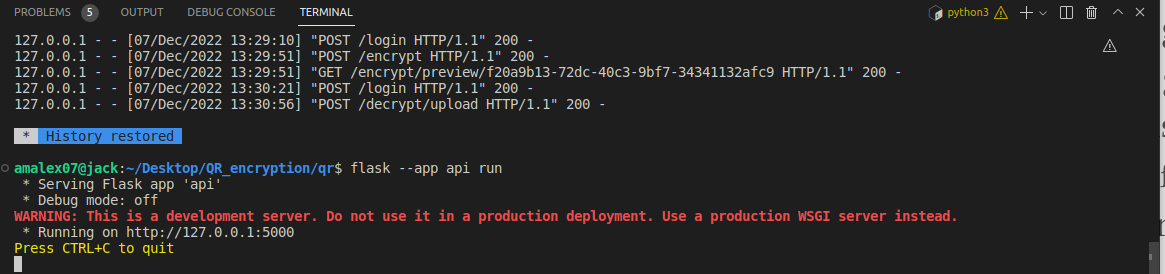 PROBLEMS 5 OUTPUT DEBUG CONSOLE TERMINAL python3
127.0.0.1 - - [07/Dec/2022 13:29:10] "POST /login HTTP/1.1" 200 -
127.0.0.1 - - [07/Dec/2022 13:29:51] "POST /encrypt HTTP/1.1" 200 -
127.0.0.1 - - [07/Dec/2022 13:29:51] "GET /encrypt/preview/f20a9b13-72dc-40c3-9bf7-34341132afc9 HTTP/1.1" 200 -
127.0.0.1 - - [07/Dec/2022 13:30:21] "POST /login HTTP/1.1" 200 -
127.0.0.1 - - [07/Dec/2022 13:30:56] "POST /decrypt/upload HTTP/1.1" 200 -
* History restored
amalex07@jack:~/Desktop/QR_encryption/qr$ flask --app api run
* Serving Flask app 'api'
* Debug mode: off
WARNING: This is a development server. Do not use it in a production deployment. Use a production WSGI server instead.
* Running on http://127.0.0.1:5000
Press CTRL+C to quit